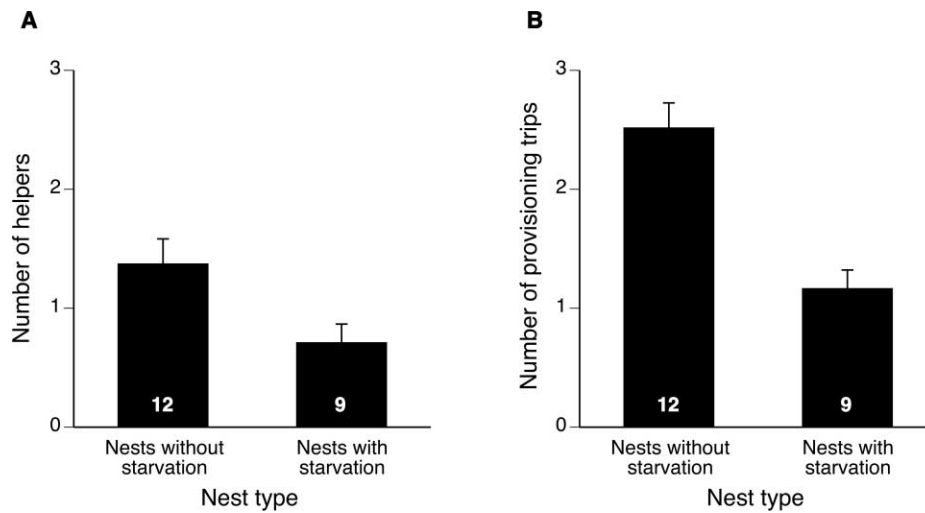 A
Number of helpers
3
2
1
0
12
9
Nests without
starvation
Nests with
starvation
Nest type
B
Number of provisioning trips
3
2
1
0
12
9
Nests without
starvation
Nests with
starvation
Nest type